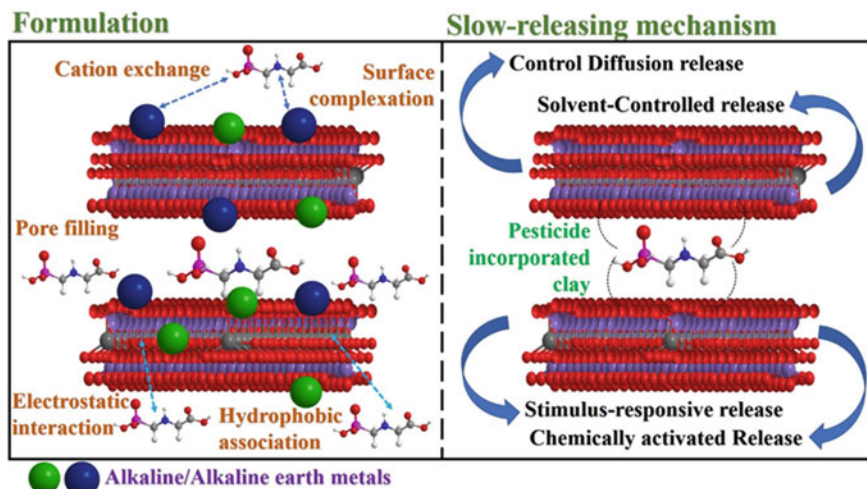 Formulation
Slow-releasing mechanism
Cation exchange
Surface
complexation
Pore filling
Electrostatic
interaction
Hydrophobic
association
Control Diffusion release
Solvent-Controlled release
Pesticide
incorporated
clay
Stimulus-responsive release
Chemically activated Release
Alkaline/Alkaline earth metals